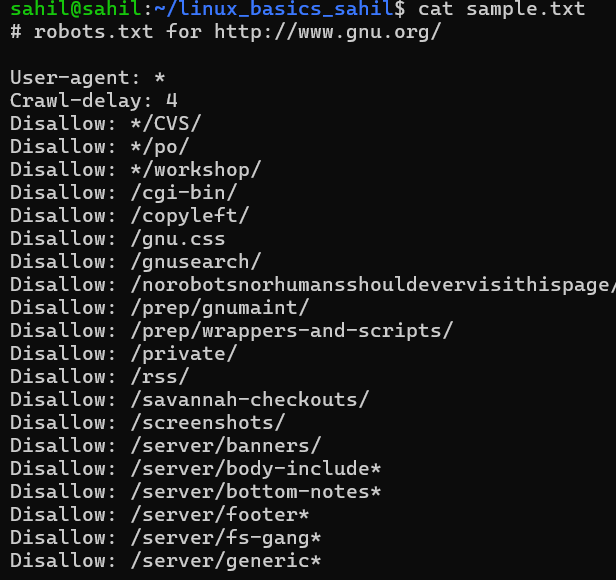 sahil@sahil:~/linux_basics_sahil$ cat sample.txt
# robots.txt for http://www.gnu.org/
User-agent: *
Crawl-delay: 4
Disallow: */CVS/
Disallow: */po/
Disallow: */workshop/
Disallow: /cgi-bin/
Disallow: /copyleft/
Disallow: /gnu.css
Disallow: /gnusearch/
Disallow: /norobotsnorhumansshouldevervisithispage/
Disallow: /prep/gnumaint/
Disallow: /prep/wrappers-and-scripts/
Disallow: /private/
Disallow: /rss/
Disallow: /savannah-checkouts/
Disallow: /screenshots/
Disallow: /server/banners/
Disallow: /server/body-include*
Disallow: /server/bottom-notes*
Disallow: /server/footer*
Disallow: /server/fs-gang*
Disallow: /server/generic*